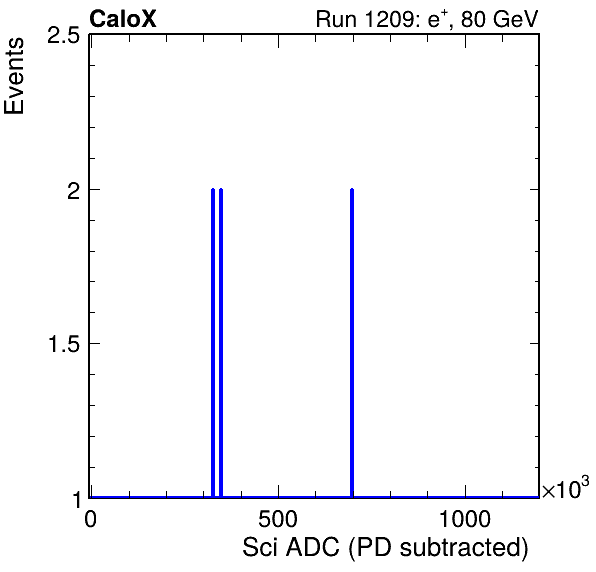 CaloX Run 1209: e⁺, 80 GeV
Events
2.5
2
1.5
1
0 500 1000 ×10³
Sci ADC (PD subtracted)